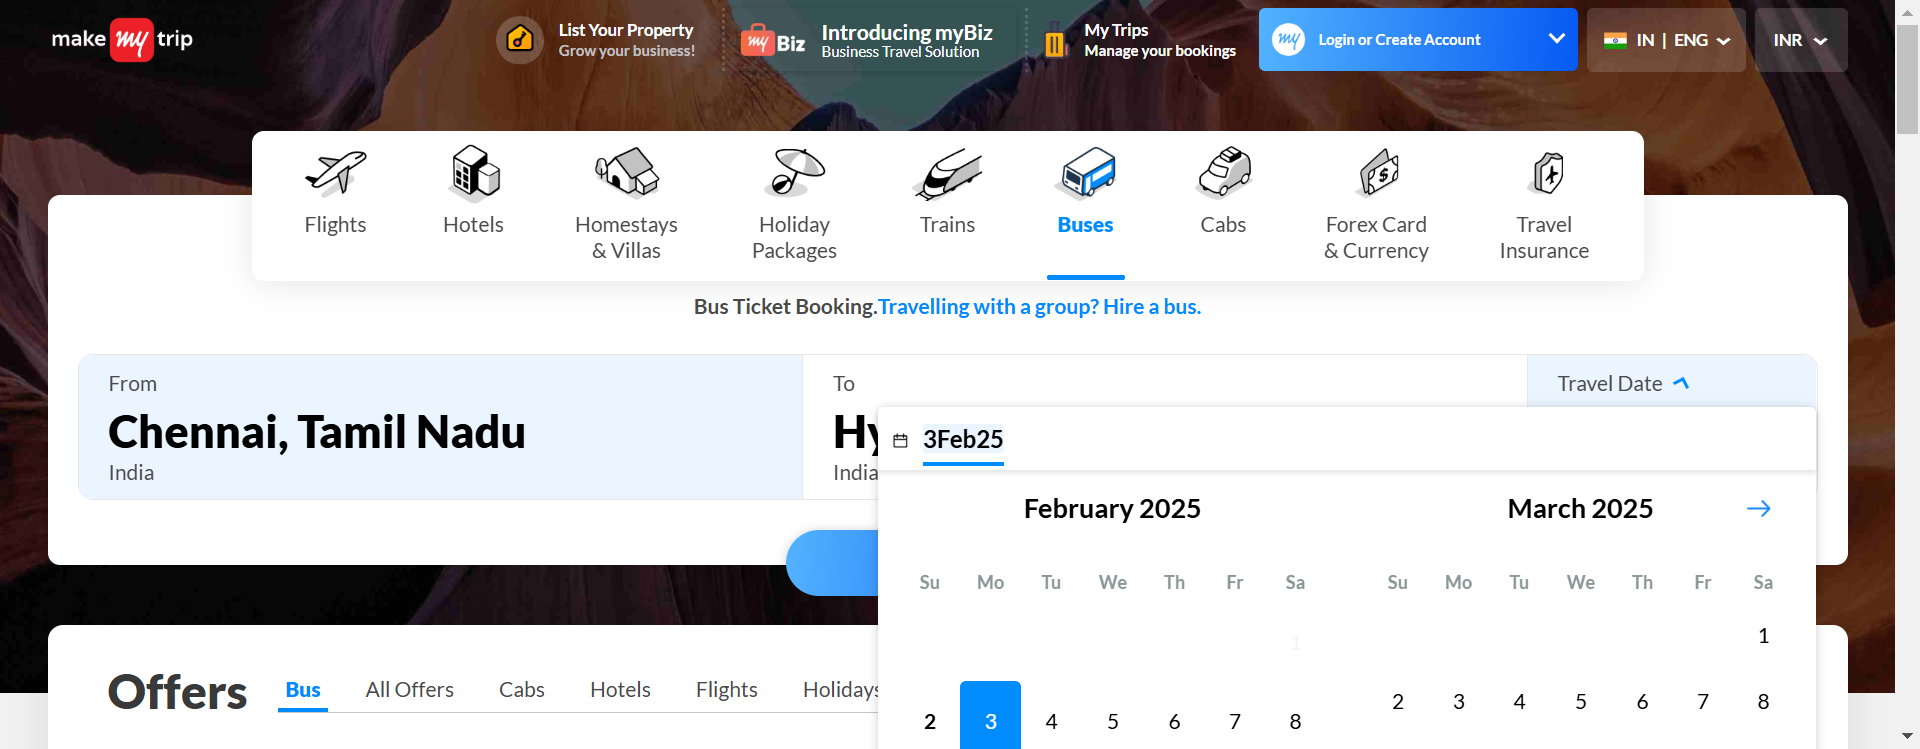 make my trip
List Your Property
Grow your business!
my Biz
Introducing myBiz
Business Travel Solution
My Trips
Manage your bookings
my Login or Create Account
IN | ENG
INR
Flights
Hotels
Homestays
& Villas
Holiday
Packages
Trains
Buses
Cabs
Forex Card
& Currency
Travel
Insurance
Bus Ticket Booking.Travelling with a group? Hire a bus.
From
Chennai, Tamil Nadu
India
To
Hy
India
Travel Date
3Feb25
February 2025
Su Mo Tu We Th Fr Sa
1
2 3 4 5 6 7 8
March 2025
Su Mo Tu We Th Fr Sa
1
2 3 4 5 6 7 8
Offers
Bus
All Offers
Cabs
Hotels
Flights
Holidays